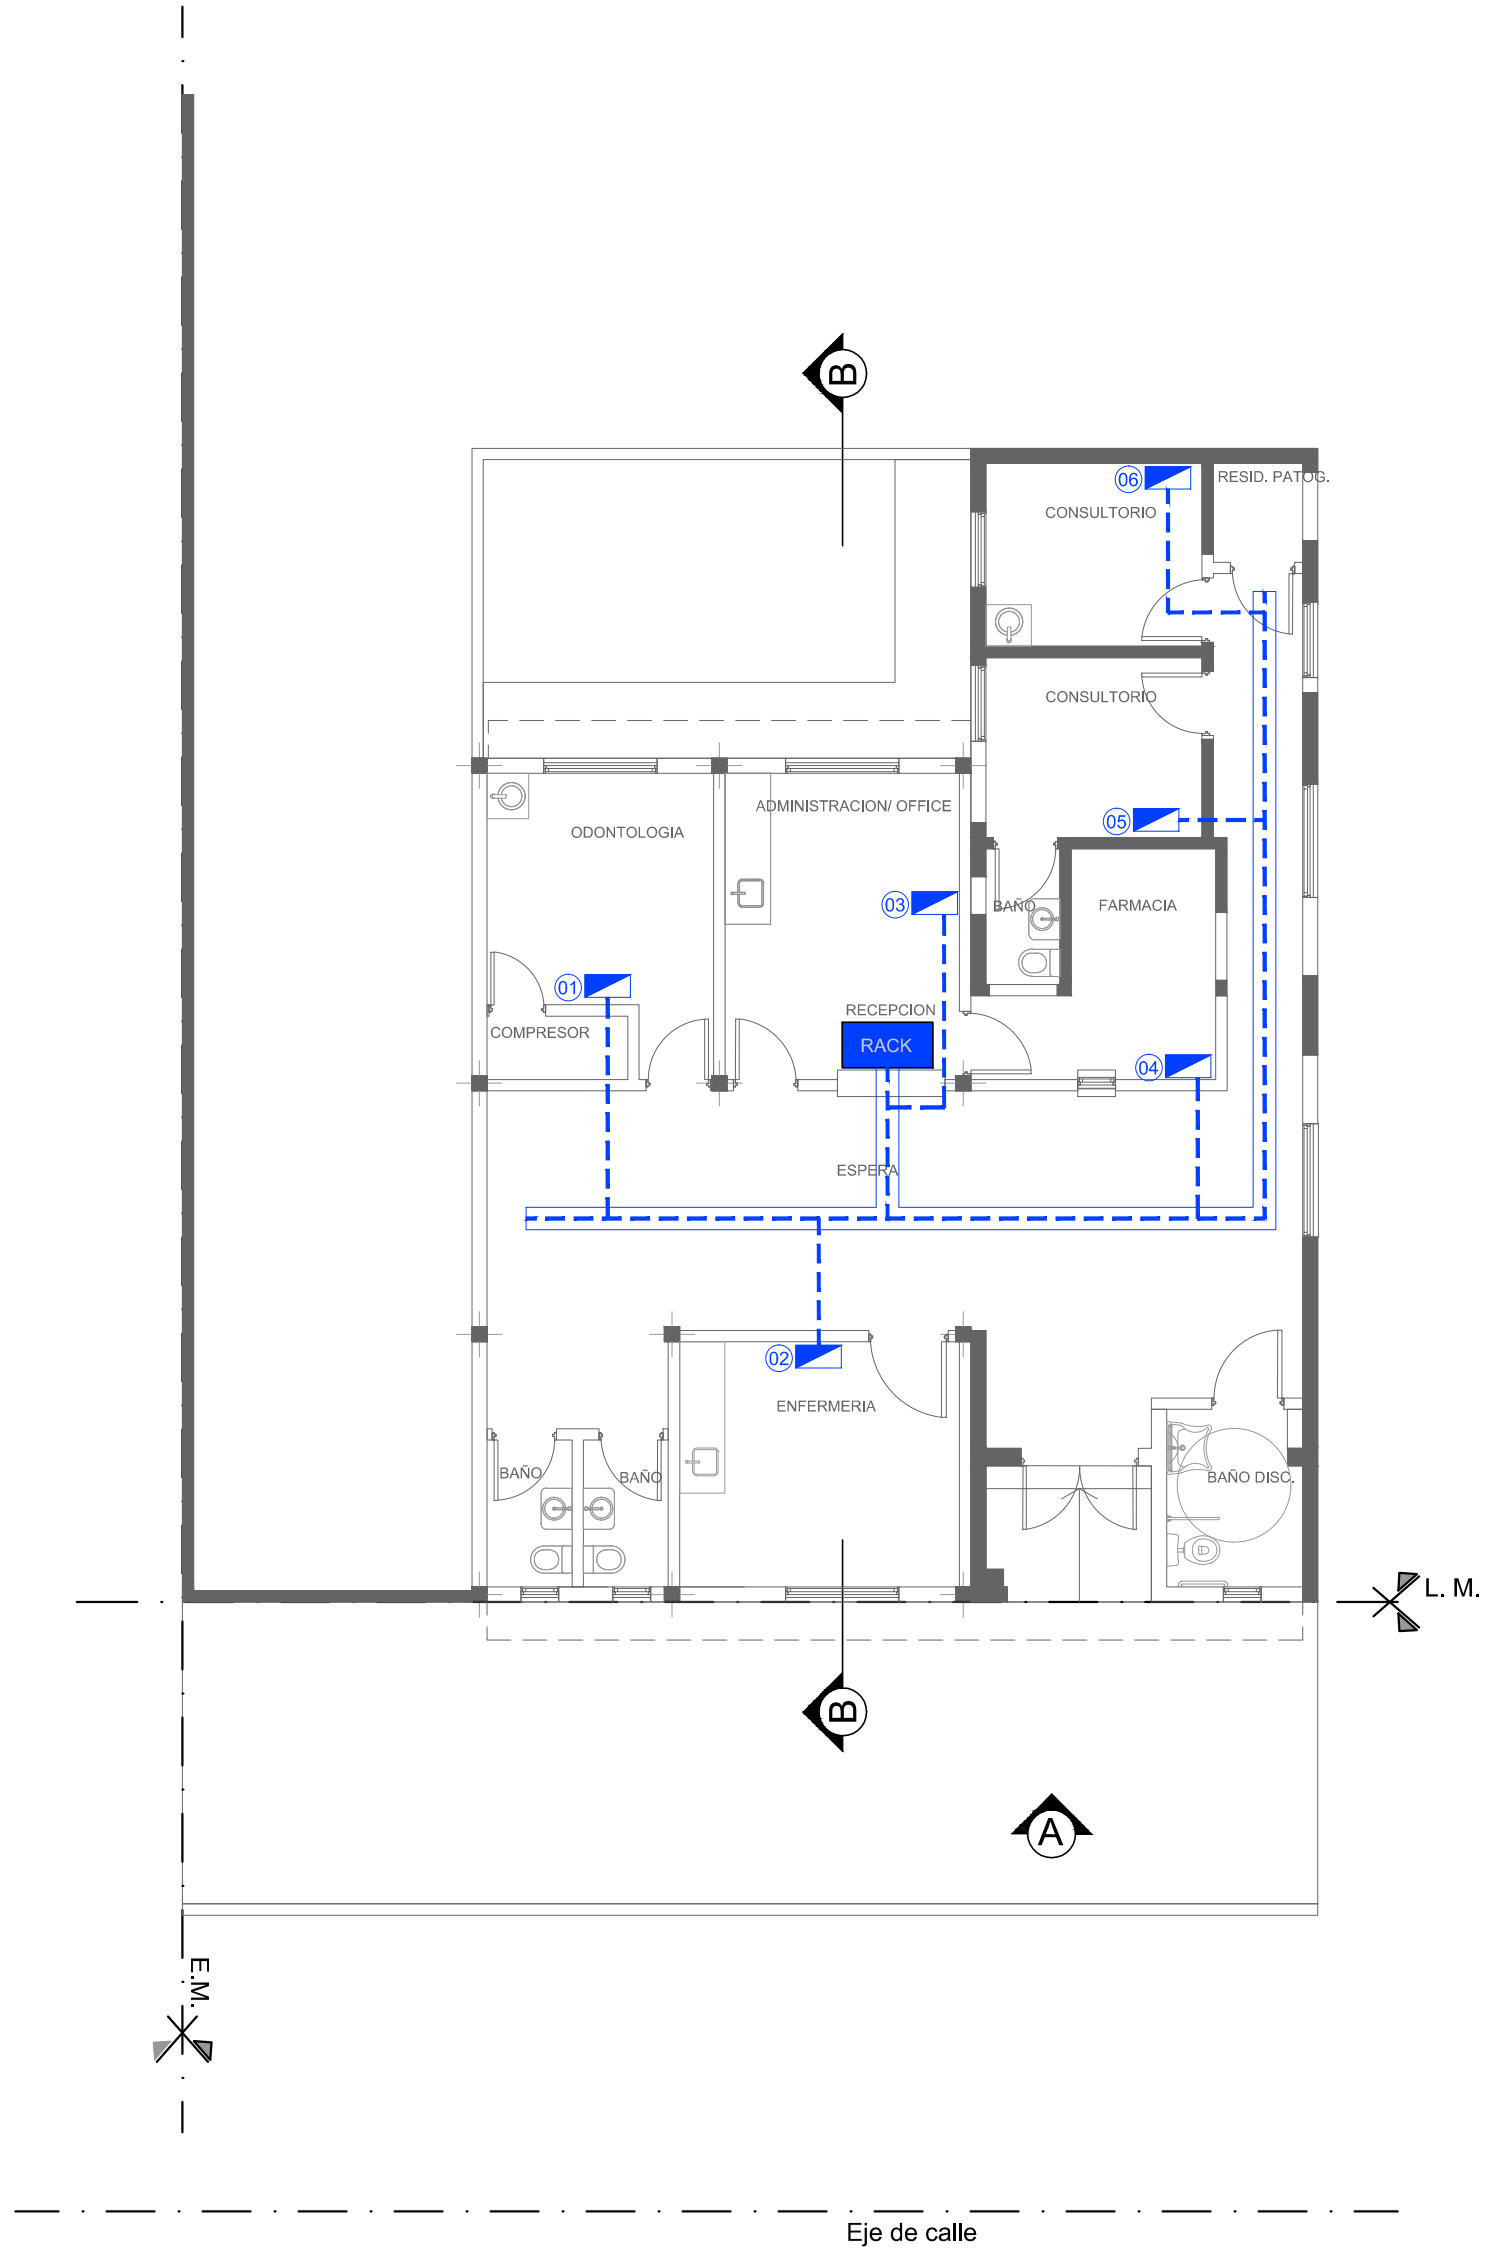 B
06
RESID. PATOG.
CONSULTORIO
CONSULTORIO
ADMINISTRACION/ OFFICE
05
ODONTOLOGIA
03
BAÑO
FARMACIA
01
RECEPCION
COMPRESOR
RACK
04
ESPERA
02
ENFERMERIA
BAÑO
BAÑO
BAÑO DISC.
L. M.
B
A
E.M.
Eje de calle